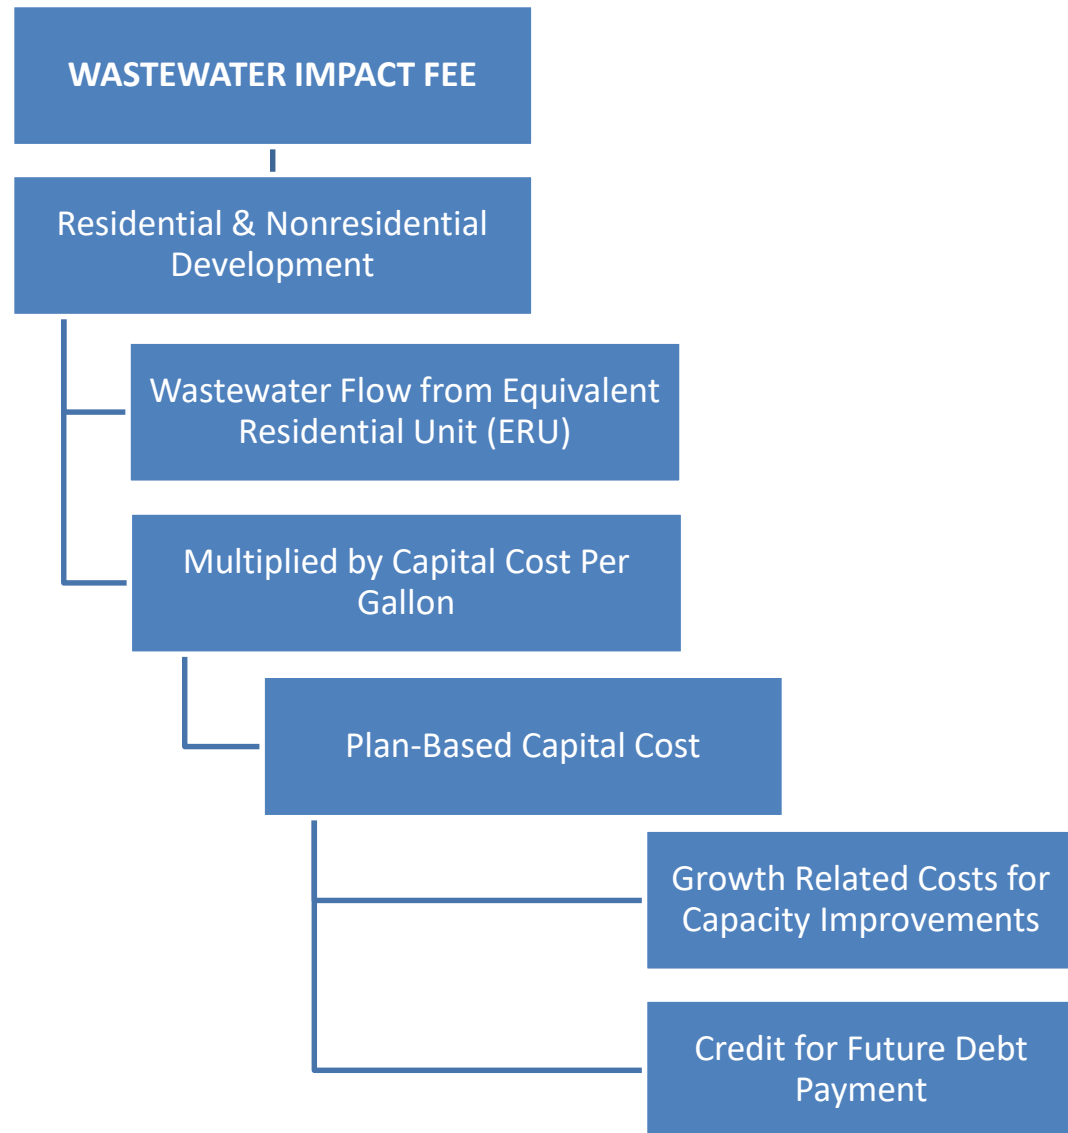 WASTEWATER IMPACT FEE
Residential & Nonresidential
Development
Wastewater Flow from Equivalent
Residential Unit (ERU)
Multiplied by Capital Cost Per
Gallon
Plan-Based Capital Cost
Growth Related Costs for
Capacity Improvements
Credit for Future Debt
Payment